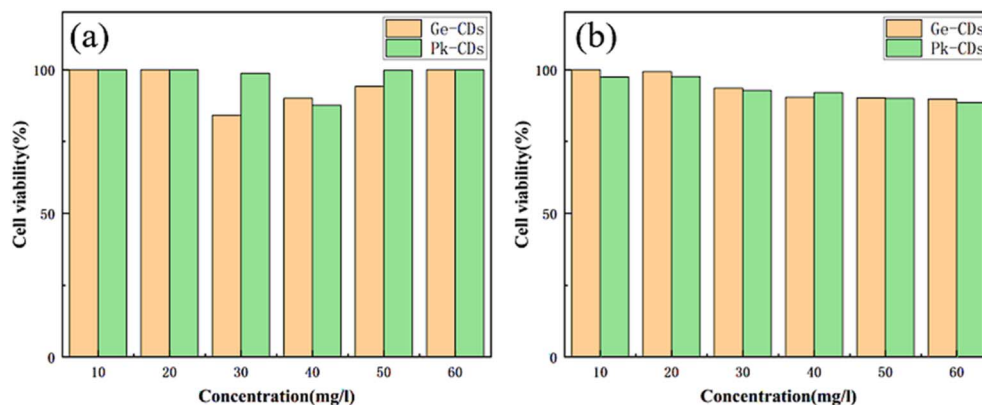 (a)
Ge-CDs
Pk-CDs
100
50
0
Cell viability(%)
10 20 30 40 50 60
Concentration(mg/l)
(b)
Ge-CDs
Pk-CDs
100
50
0
Cell viability(%)
10 20 30 40 50 60
Concentration(mg/l)